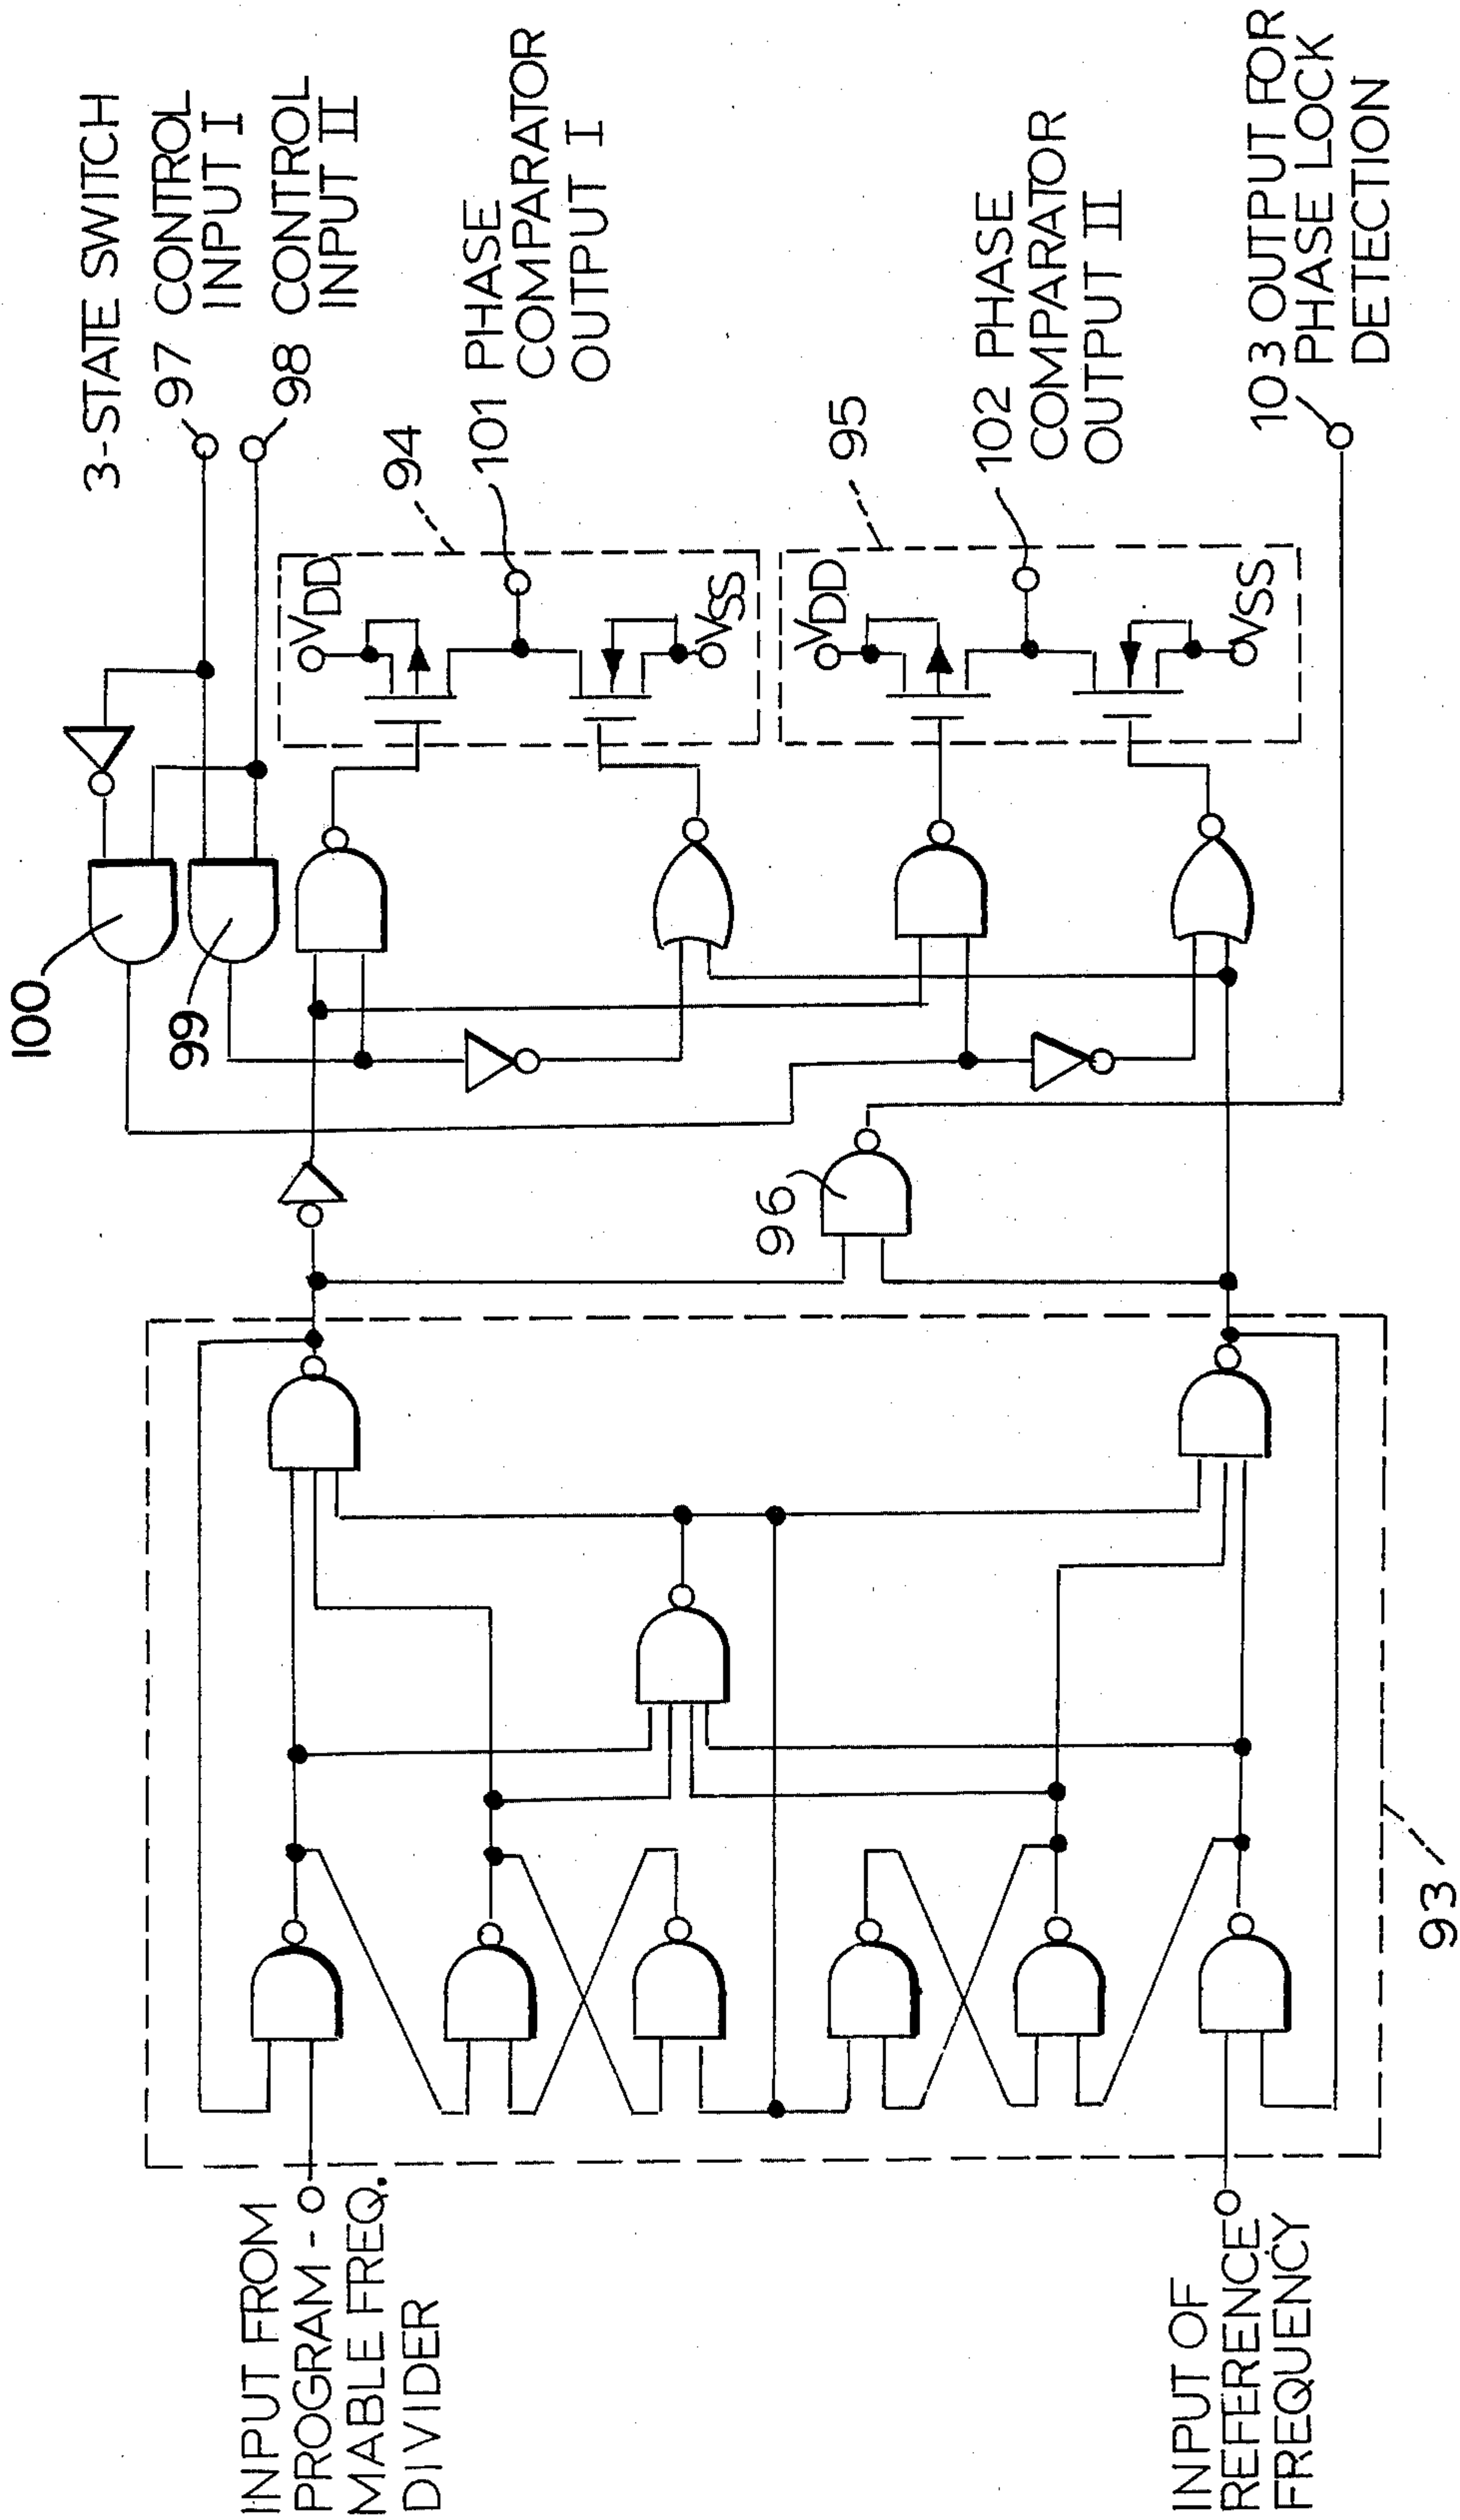 3-STATE SWITCH
97 CONTROL
INPUT I
98 CONTROL
INPUT II
100
99
94
VDD
101 PHASE
COMPARATOR
OUTPUT I
VSS
95
VDD
102 PHASE
COMPARATOR
OUTPUT II
VSS
103 OUTPUT FOR
PHASE LOCK
DETECTION
96
93
INPUT FROM
PROGRAM-
MABLE FREQ.
DIVIDER
INPUT OF
REFERENCE
FREQUENCY